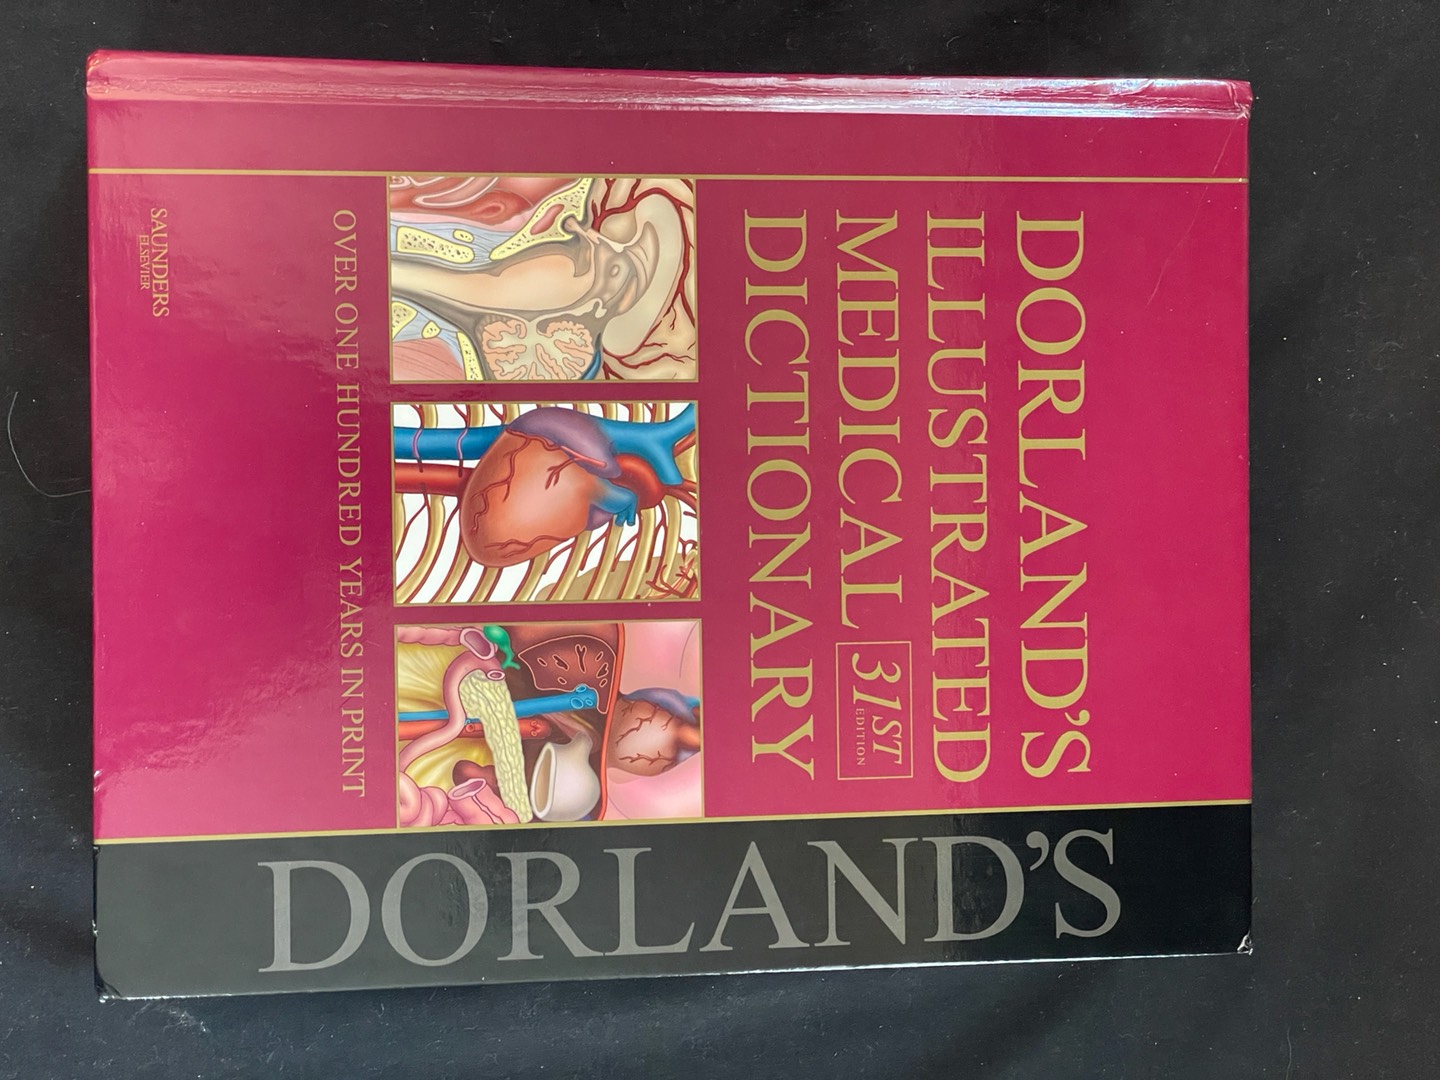 DORLAND'S
ILLUSTRATED
MEDICAL 31ST EDITION
DICTIONARY
OVER ONE HUNDRED YEARS IN PRINT
SAUNDERS
ELSEVIER
DORLAND'S